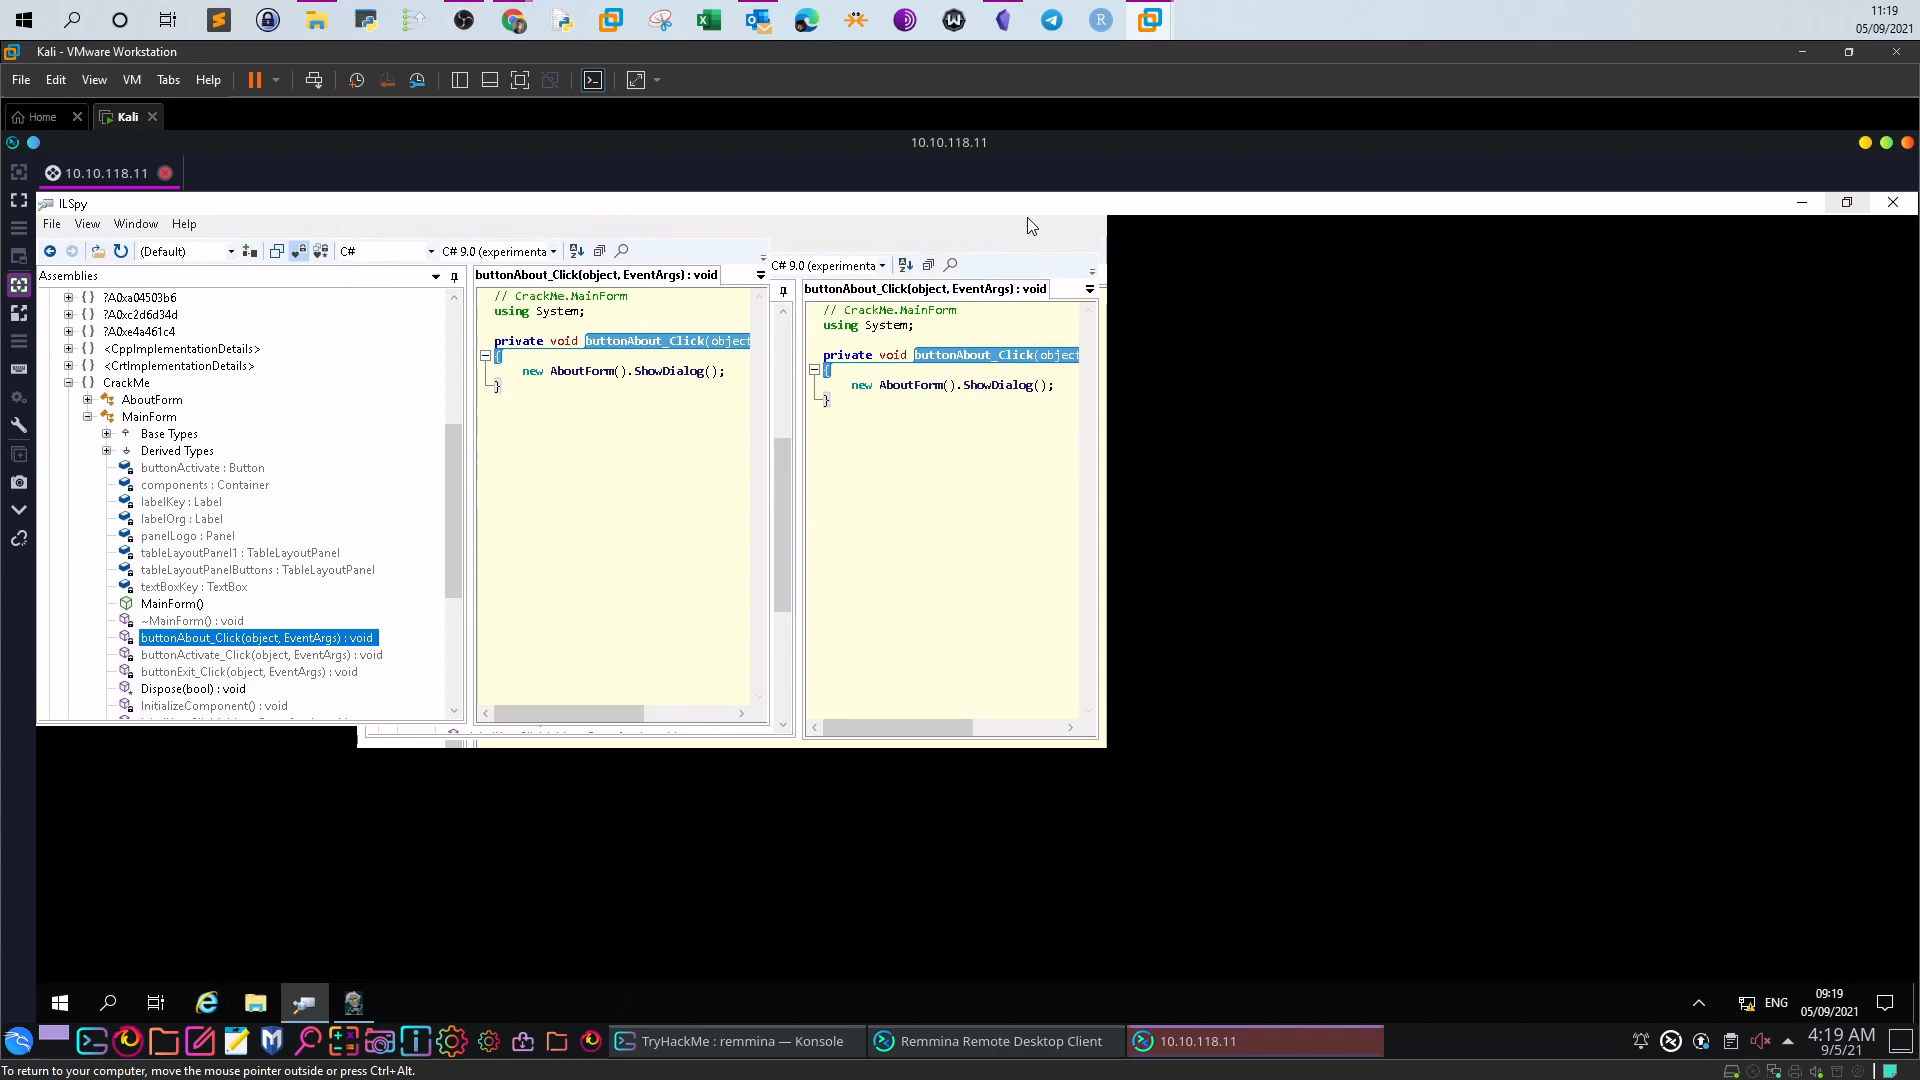 11:19
05/09/2021
Kali - VMware Workstation
File Edit View VM Tabs Help
Home
Kali
10.10.118.11
10.10.118.11
ILSpy
File View Window Help
(Default) C# C# 9.0 (experimenta
C# 9.0 (experimenta
Assemblies
buttonAbout_Click(object, EventArgs) : void
buttonAbout_Click(object, EventArgs) : void
?A0xa04503b6
?A0xc2d6d34d
?A0xe4a461c4
<CppImplementationDetails>
<CrtImplementationDetails>
CrackMe
AboutForm
MainForm
Base Types
Derived Types
buttonActivate : Button
components : Container
labelKey : Label
labelOrg : Label
panelLogo : Panel
tableLayoutPanel1 : TableLayoutPanel
tableLayoutPanelButtons : TableLayoutPanel
textBoxKey : TextBox
MainForm()
~MainForm() : void
buttonAbout_Click(object, EventArgs) : void
buttonActivate_Click(object, EventArgs) : void
buttonExit_Click(object, EventArgs) : void
Dispose(bool) : void
InitializeComponent() : void
// CrackMe.MainForm
using System;
private void buttonAbout_Click(object
{
new AboutForm().ShowDialog();
}
// CrackMe.MainForm
using System;
private void buttonAbout_Click(object
{
new AboutForm().ShowDialog();
}
ENG
09:19
05/09/2021
TryHackMe : remmina — Konsole
Remmina Remote Desktop Client
10.10.118.11
4:19 AM
9/5/21
To return to your computer, move the mouse pointer outside or press Ctrl+Alt.